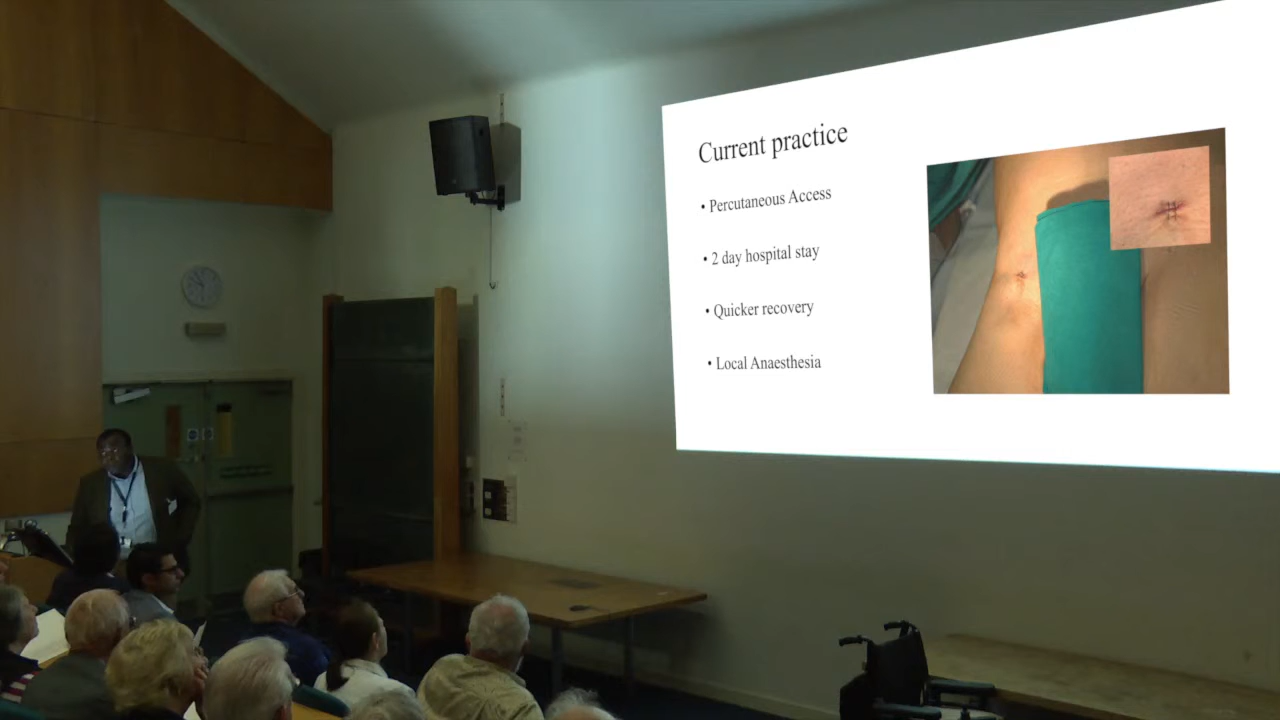 Current practice
• Percutaneous Access
• 2 day hospital stay
• Quicker recovery
• Local Anaesthesia